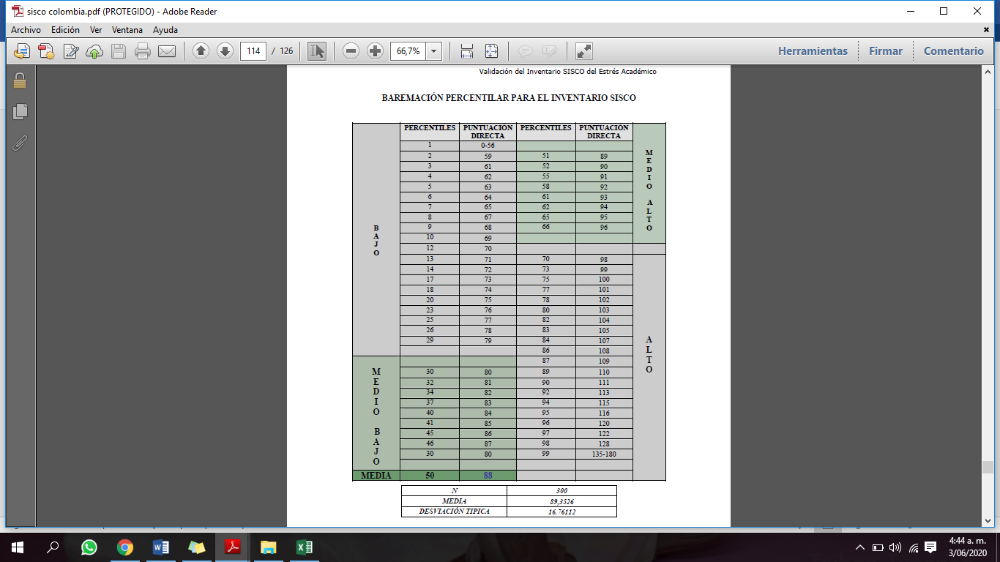 sisco colombia.pdf (PROTEGIDO) - Adobe Reader
Archivo Edición Ver Ventana Ayuda
114 / 126 66,7% Herramientas Firmar Comentario
Validación del Inventario SISCO del Estrés Académico
BAREMACIÓN PERCENTILAR PARA EL INVENTARIO SISCO
PERCENTILES PUNTUACIÓN DIRECTA PERCENTILES PUNTUACIÓN DIRECTA
BAJO
MEDIO ALTO
1 0-56
2 59 51 89
3 61 52 90
4 62 55 91
5 63 58 92
6 64 61 93
7 65 62 94
8 67 65 95
9 68 66 96
10 69
12 70
13 71 70 98
14 72 73 99
17 73 75 100
18 74 77 101
20 75 78 102
23 76 80 103
25 77 82 104
26 78 83 105
29 79 84 107
ALTO
86 108
87 109
MEDIO BAJO
30 80 89 110
32 81 90 111
34 82 92 113
37 83 94 115
40 84 95 116
41 85 96 120
45 86 97 122
46 87 98 128
30 80 99 135-180
MEDIA 50 88
N 300
MEDIA 89,3526
DESVIACIÓN TIPICA 16.76112
4:44 a. m.
3/06/2020